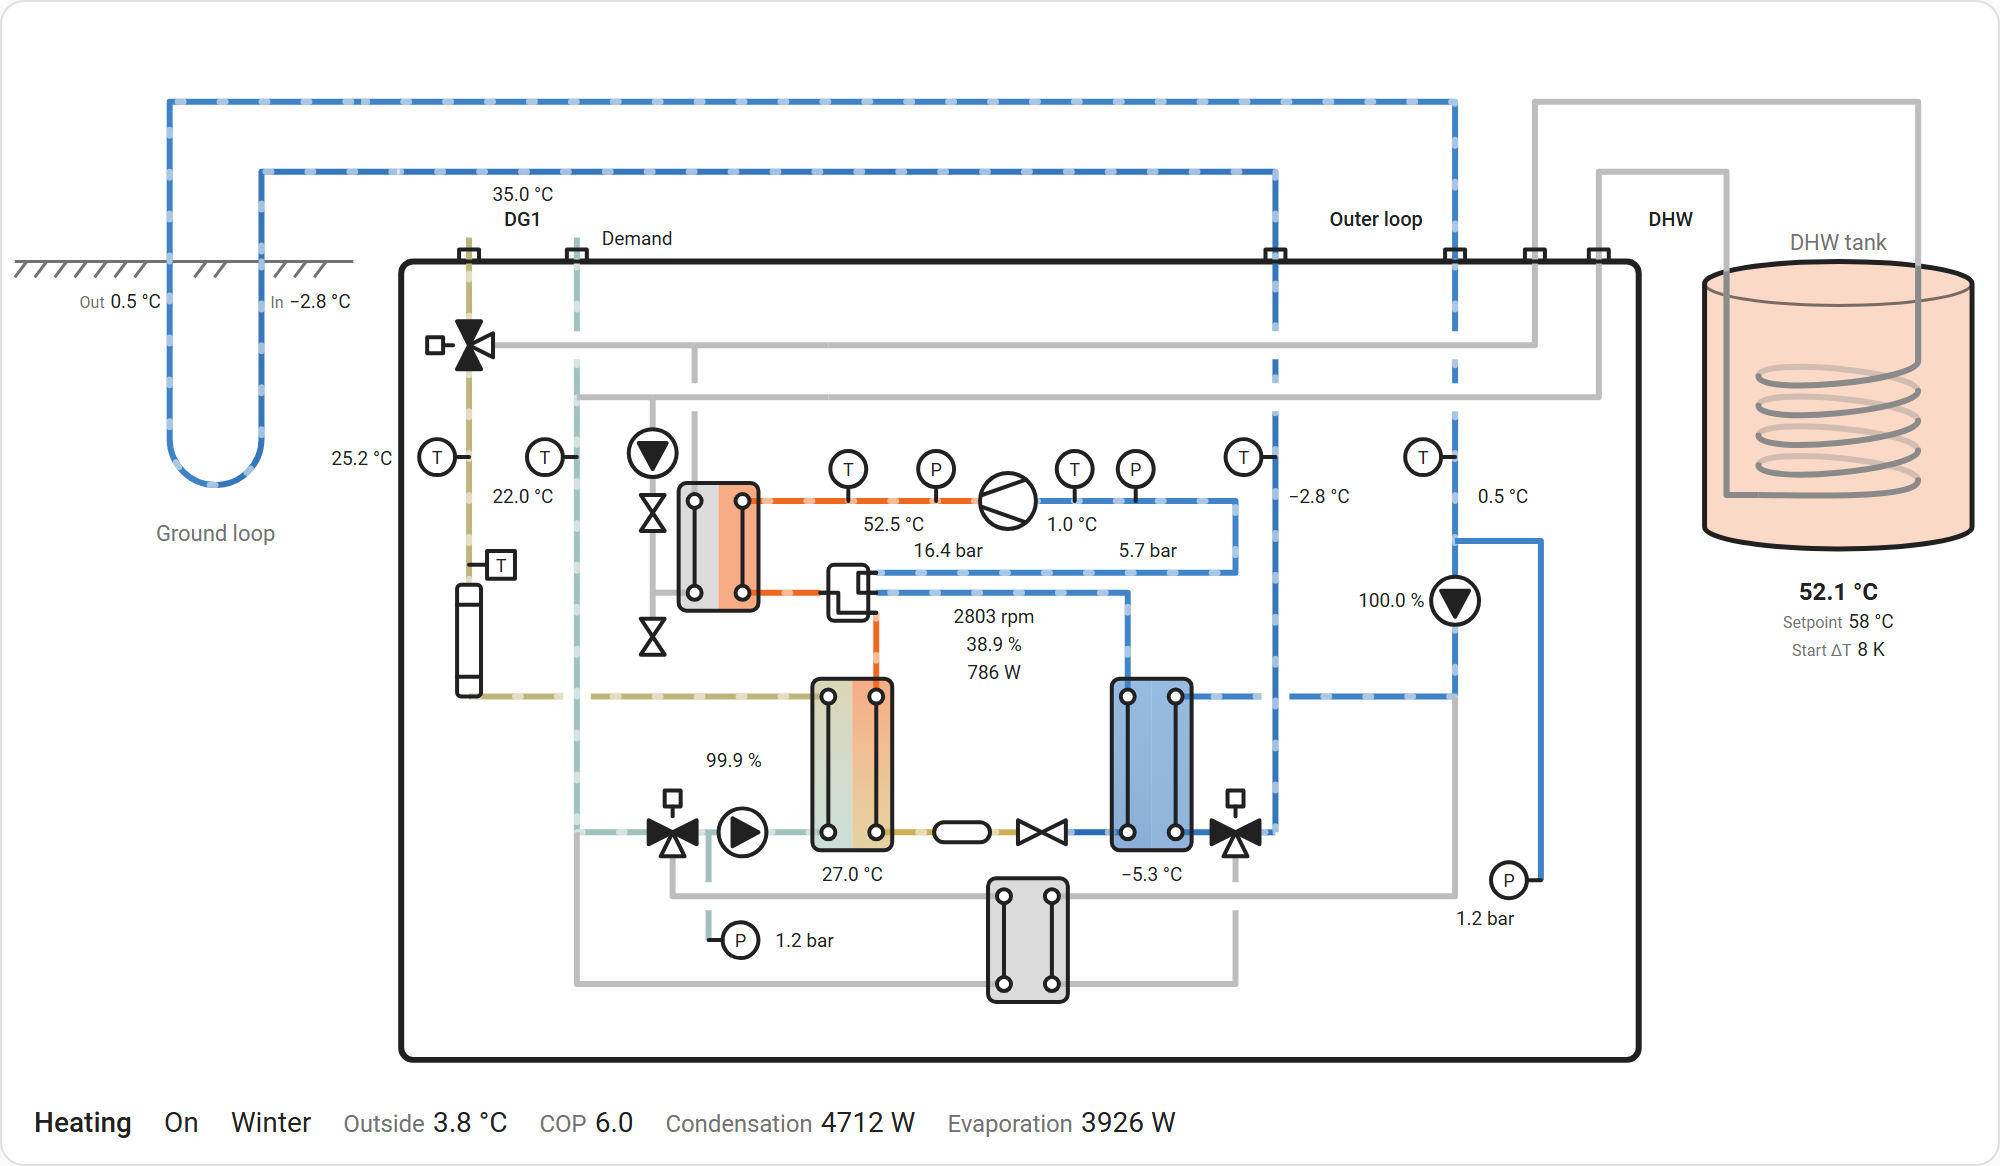 35.0 °C
DG1
Demand
Outer loop
DHW
DHW tank
Out 0.5 °C
In −2.8 °C
25.2 °C
T
T
22.0 °C
T
P
T
P
T
−2.8 °C
T
0.5 °C
52.5 °C
1.0 °C
16.4 bar
5.7 bar
Ground loop
T
2803 rpm
38.9 %
786 W
100.0 %
52.1 °C
Setpoint 58 °C
Start ΔT 8 K
99.9 %
27.0 °C
−5.3 °C
P
1.2 bar
P
1.2 bar
Heating On Winter Outside 3.8 °C COP 6.0 Condensation 4712 W Evaporation 3926 W